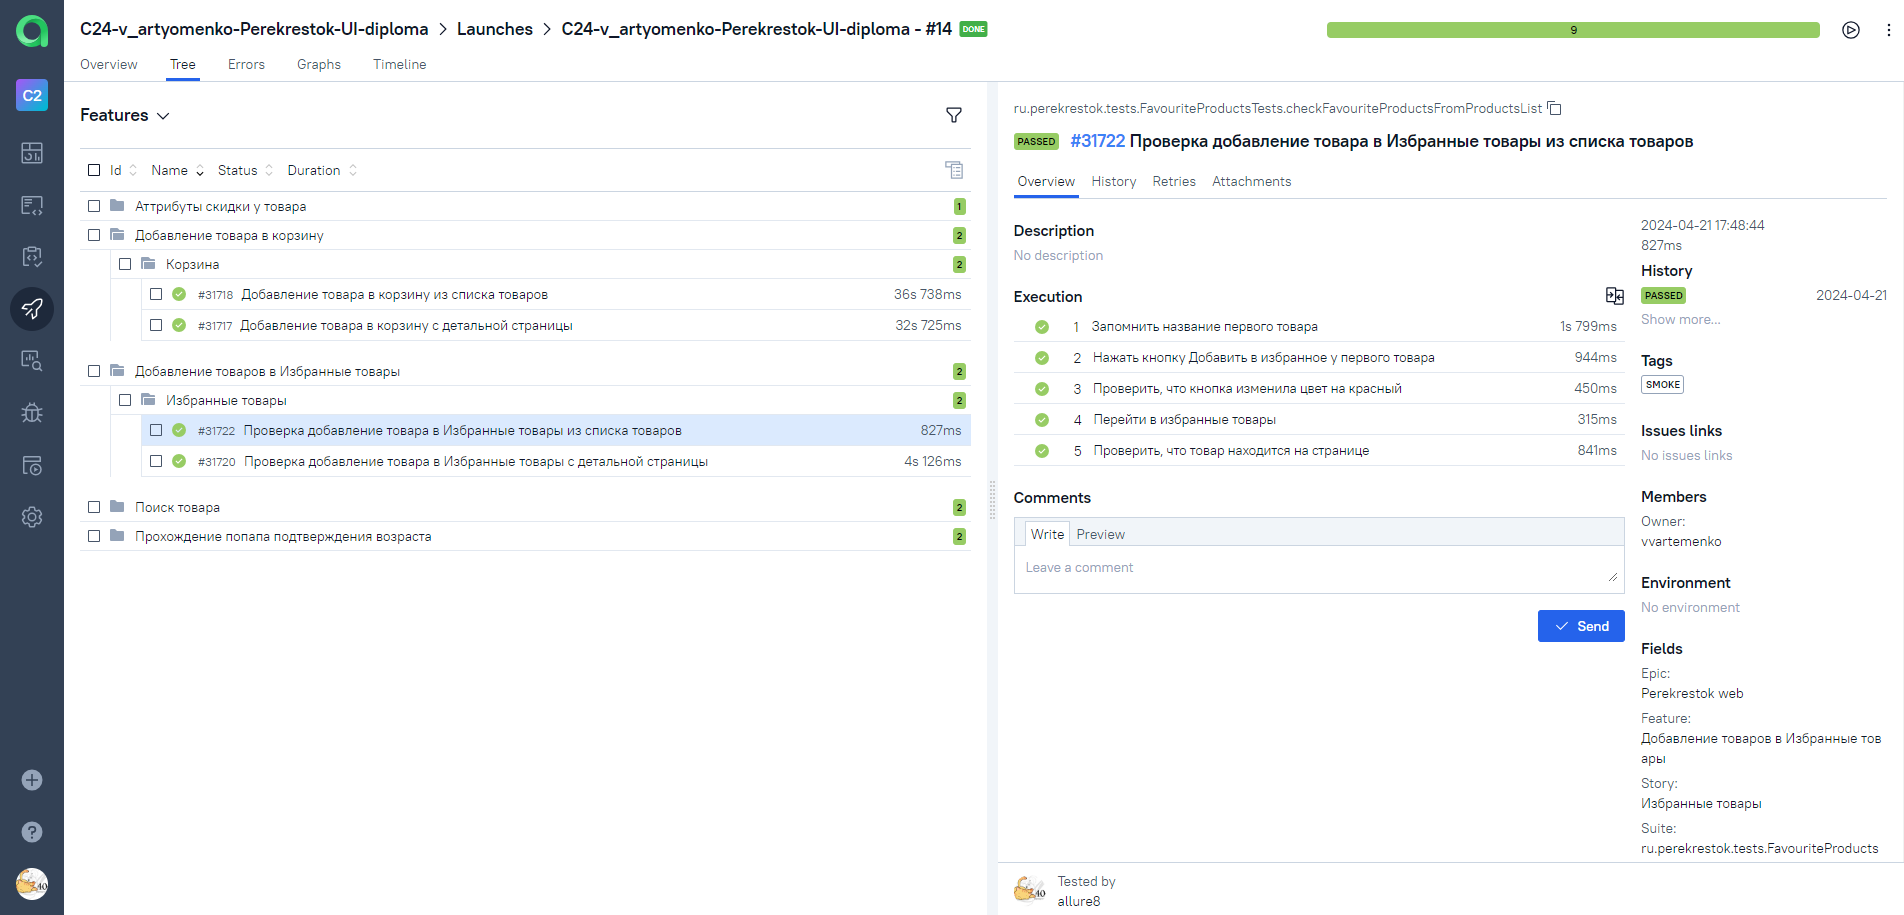 C24-v_artyomenko-Perekrestok-UI-diploma > Launches > C24-v_artyomenko-Perekrestok-UI-diploma - #14 DONE
9
Overview Tree Errors Graphs Timeline
C2
Features
Id Name Status Duration
Аттрибуты скидки у товара 1
Добавление товара в корзину 2
Корзина 2
#31718 Добавление товара в корзину из списка товаров 36s 738ms
#31717 Добавление товара в корзину с детальной страницы 32s 725ms
Добавление товаров в Избранные товары 2
Избранные товары 2
#31722 Проверка добавление товара в Избранные товары из списка товаров 827ms
#31720 Проверка добавление товара в Избранные товары с детальной страницы 4s 126ms
Поиск товара 2
Прохождение попапа подтверждения возраста 2
ru.perekrestok.tests.FavouriteProductsTests.checkFavouriteProductsFromProductsList
PASSED #31722 Проверка добавление товара в Избранные товары из списка товаров
Overview History Retries Attachments
Description
No description
Execution
1 Запомнить название первого товара 1s 799ms
2 Нажать кнопку Добавить в избранное у первого товара 944ms
3 Проверить, что кнопка изменила цвет на красный 450ms
4 Перейти в избранные товары 315ms
5 Проверить, что товар находится на странице 841ms
Comments
Write Preview
Leave a comment
Send
2024-04-21 17:48:44
827ms
History
PASSED 2024-04-21
Show more...
Tags
SMOKE
Issues links
No issues links
Members
Owner:
vvartemenko
Environment
No environment
Fields
Epic:
Perekrestok web
Feature:
Добавление товаров в Избранные тов
ары
Story:
Избранные товары
Suite:
ru.perekrestok.tests.FavouriteProducts
Tested by
allure8